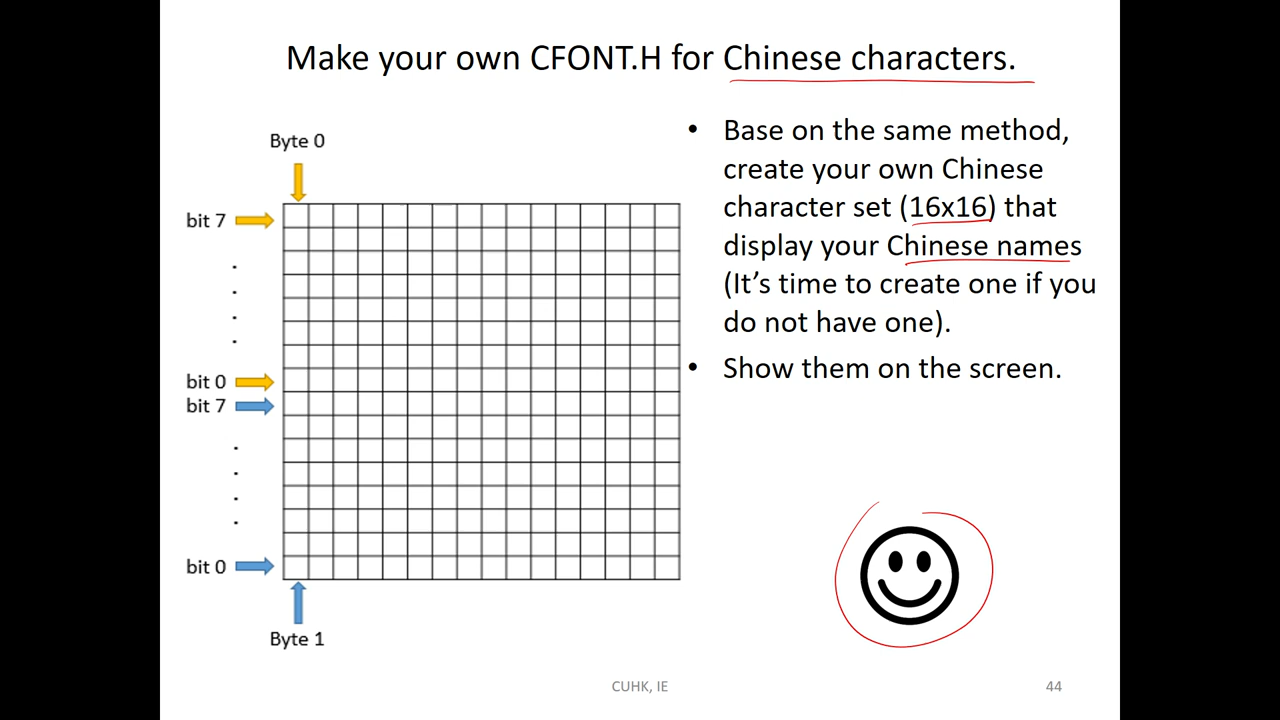 Make your own CFONT.H for Chinese characters.
Byte 0
bit 7
bit 0
bit 7
bit 0
Byte 1
• Base on the same method,
create your own Chinese
character set (16x16) that
display your Chinese names
(It’s time to create one if you
do not have one).
• Show them on the screen.
CUHK, IE
44